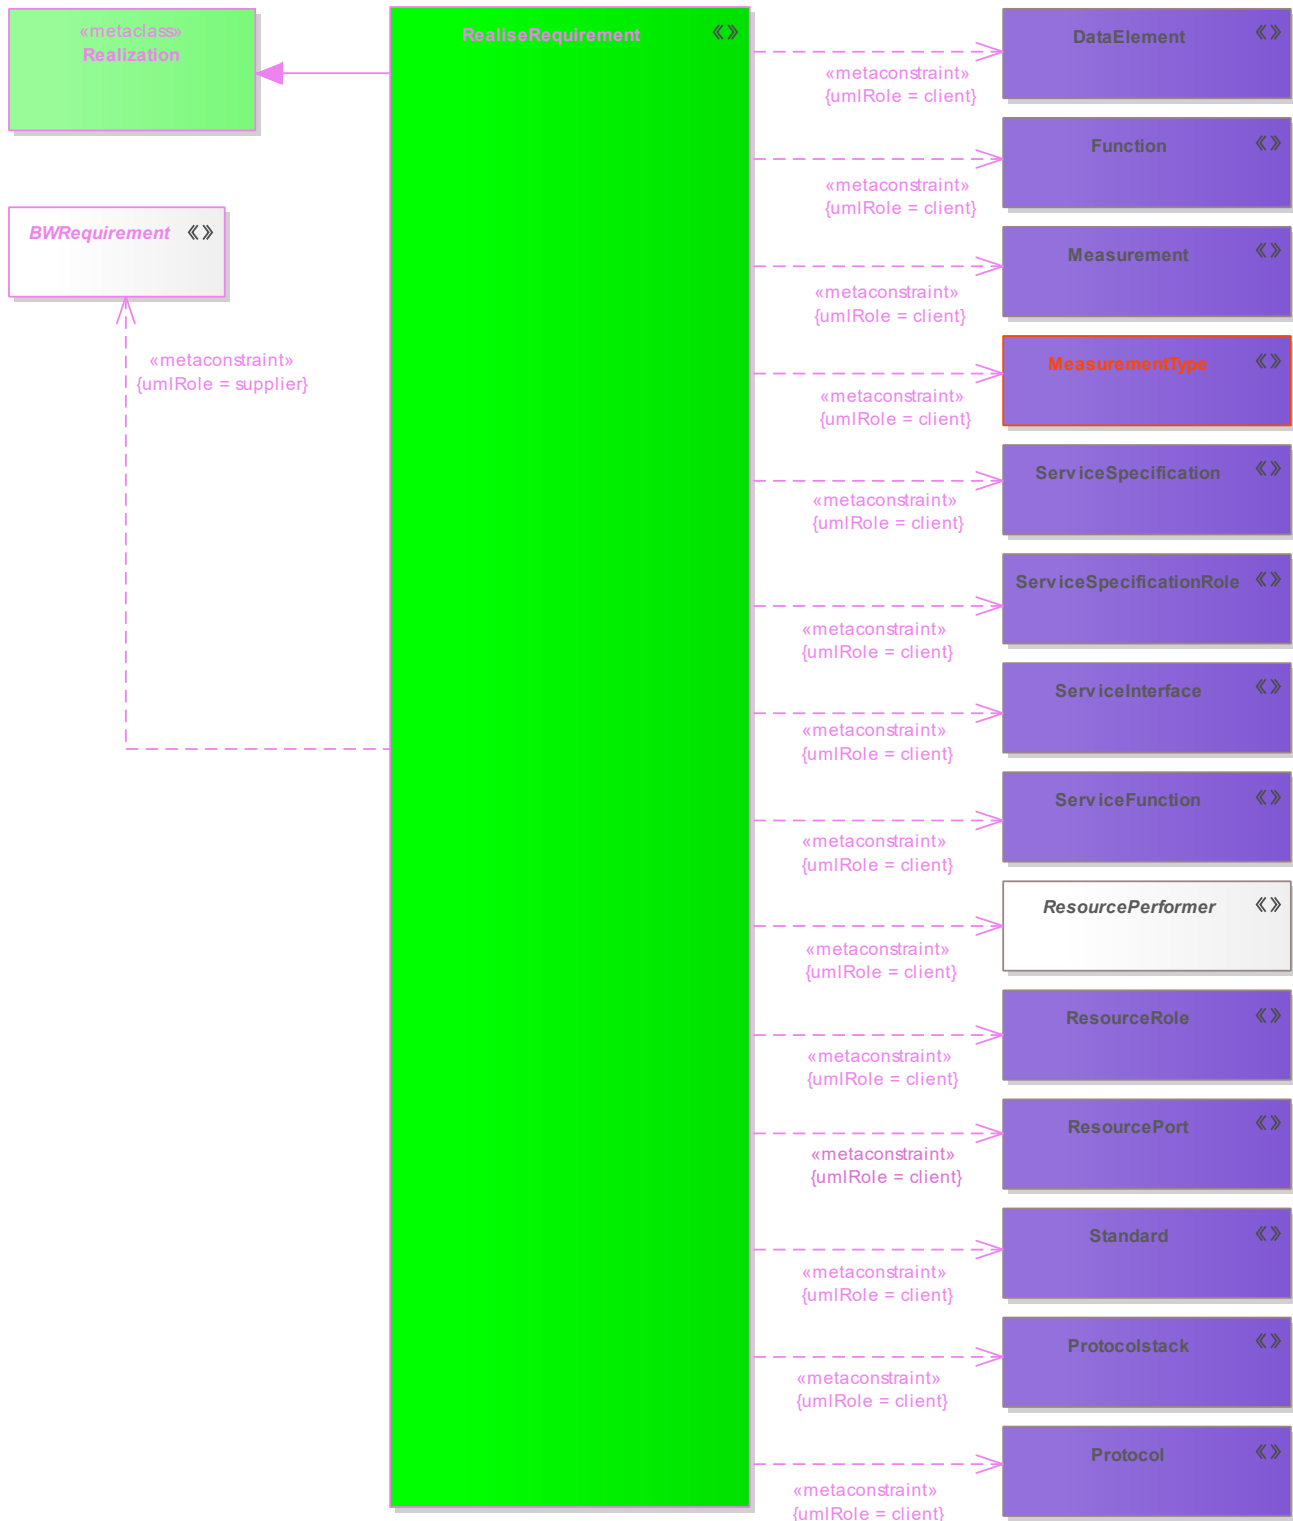 «metaclass»
Realization
BWRequirement
«metaconstraint»
{umlRole = supplier}
RealiseRequirement
«metaconstraint»
{umlRole = client}
DataElement
«metaconstraint»
{umlRole = client}
Function
«metaconstraint»
{umlRole = client}
Measurement
«metaconstraint»
{umlRole = client}
MeasurementType
«metaconstraint»
{umlRole = client}
ServiceSpecification
«metaconstraint»
{umlRole = client}
ServiceSpecificationRole
«metaconstraint»
{umlRole = client}
ServiceInterface
«metaconstraint»
{umlRole = client}
ServiceFunction
«metaconstraint»
{umlRole = client}
ResourcePerformer
«metaconstraint»
{umlRole = client}
ResourceRole
«metaconstraint»
{umlRole = client}
ResourcePort
«metaconstraint»
{umlRole = client}
Standard
«metaconstraint»
{umlRole = client}
Protocolstack
«metaconstraint»
{umlRole = client}
Protocol